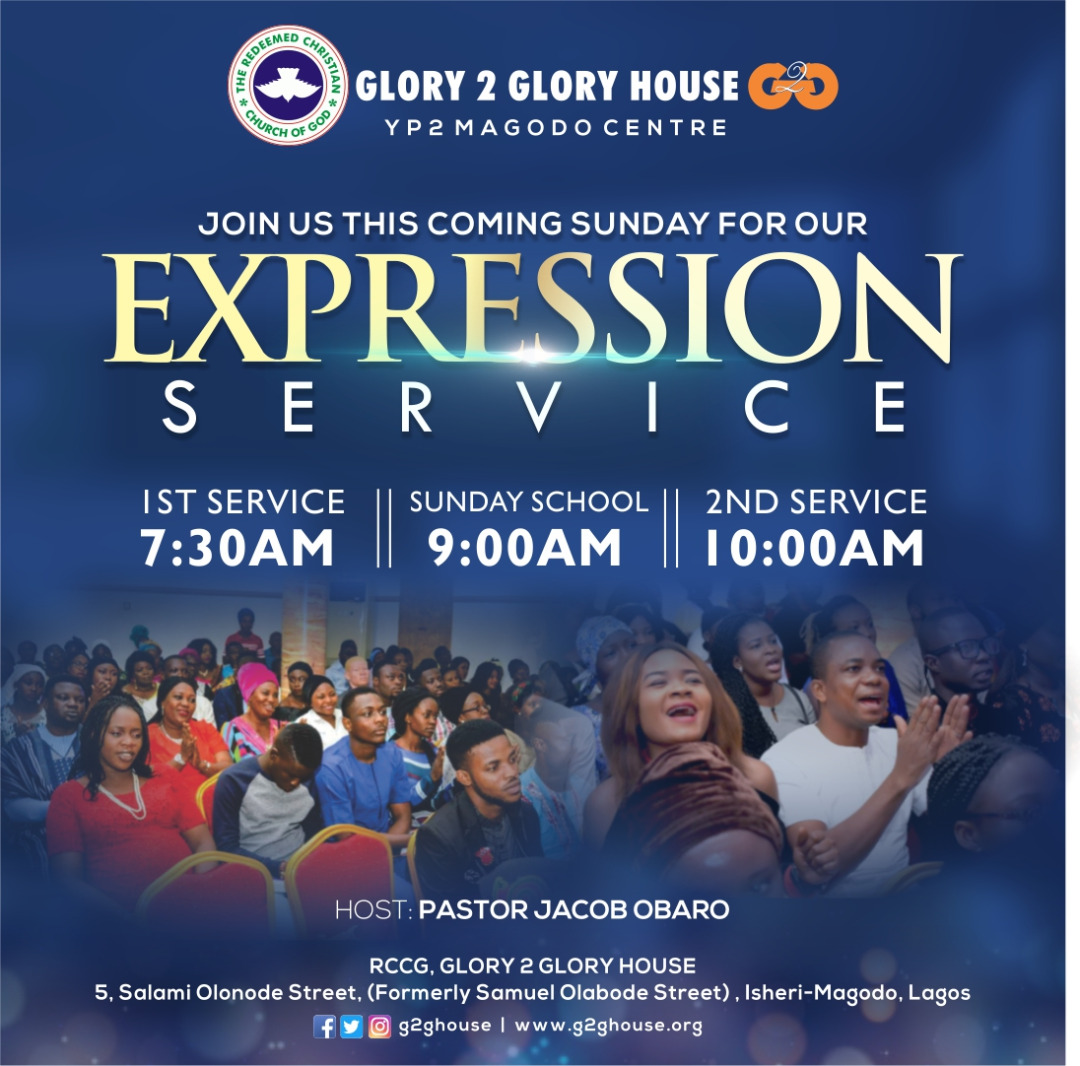 THE REDEEMED CHRISTIAN
CHURCH OF GOD
GLORY 2 GLORY HOUSE G2G
YP2 MAGODO CENTRE
JOIN US THIS COMING SUNDAY FOR OUR
EXPRESSION
SERVICE
1ST SERVICE || SUNDAY SCHOOL || 2ND SERVICE
7:30AM || 9:00AM || 10:00AM
HOST: PASTOR JACOB OBARO
RCCG, GLORY 2 GLORY HOUSE
5, Salami Olonode Street, (Formerly Samuel Olabode Street) , Isheri-Magodo, Lagos
g2ghouse | www.g2ghouse.org